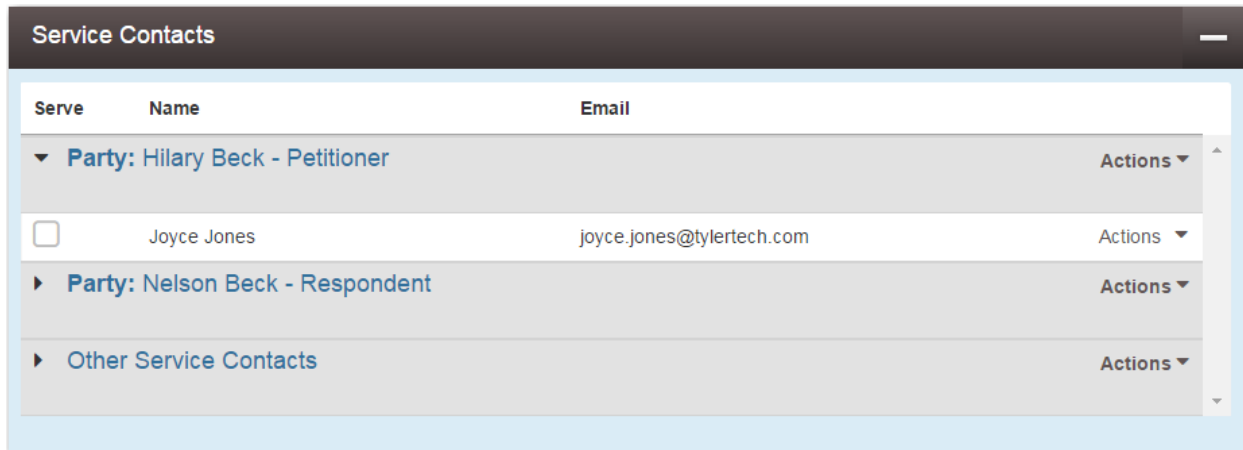 Service Contacts
Serve Name Email
Party: Hilary Beck - Petitioner Actions
Joyce Jones joyce.jones@tylertech.com Actions
Party: Nelson Beck - Respondent Actions
Other Service Contacts Actions